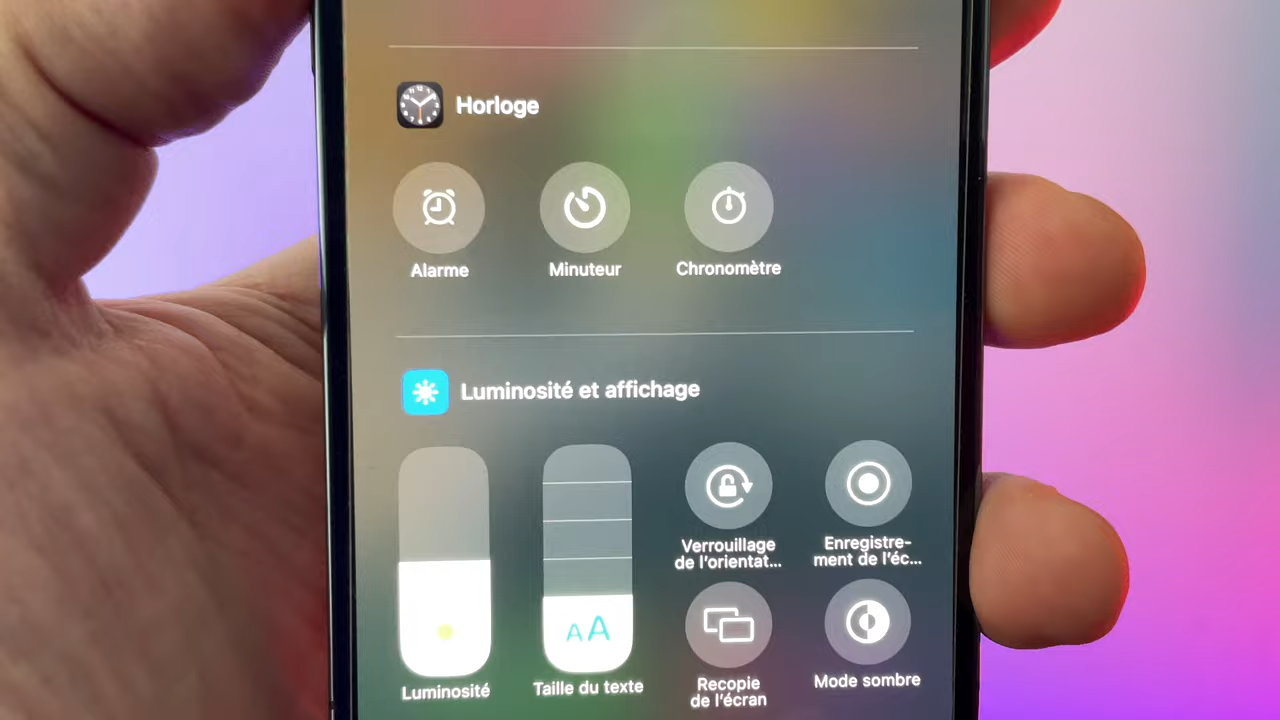 Horloge
Alarme
Minuteur
Chronomètre
Luminosité et affichage
Verrouillage
de l'orientat...
Enregistre-
ment de l'éc...
AA
Luminosité
Taille du texte
Recopie
de l'écran
Mode sombre